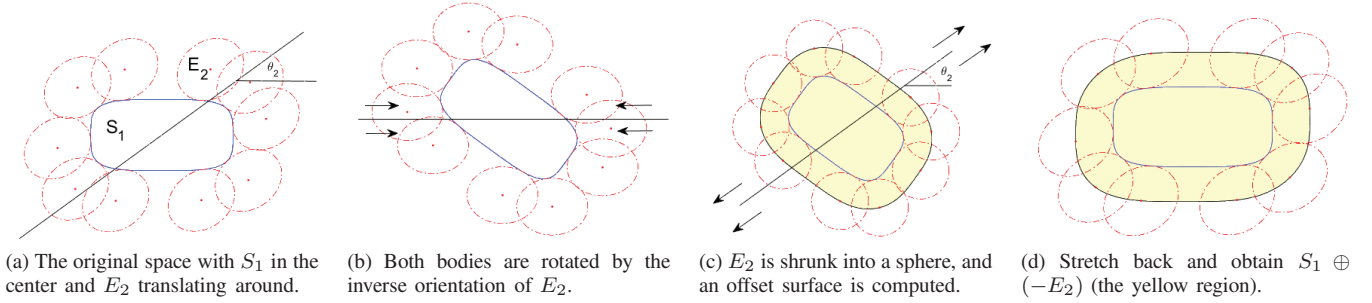 E₂
θ₂
S₁
θ₂
(a) The original space with S₁ in the
center and E₂ translating around.
(b) Both bodies are rotated by the
inverse orientation of E₂.
(c) E₂ is shrunk into a sphere, and
an offset surface is computed.
(d) Stretch back and obtain S₁ ⊕
(−E₂) (the yellow region).